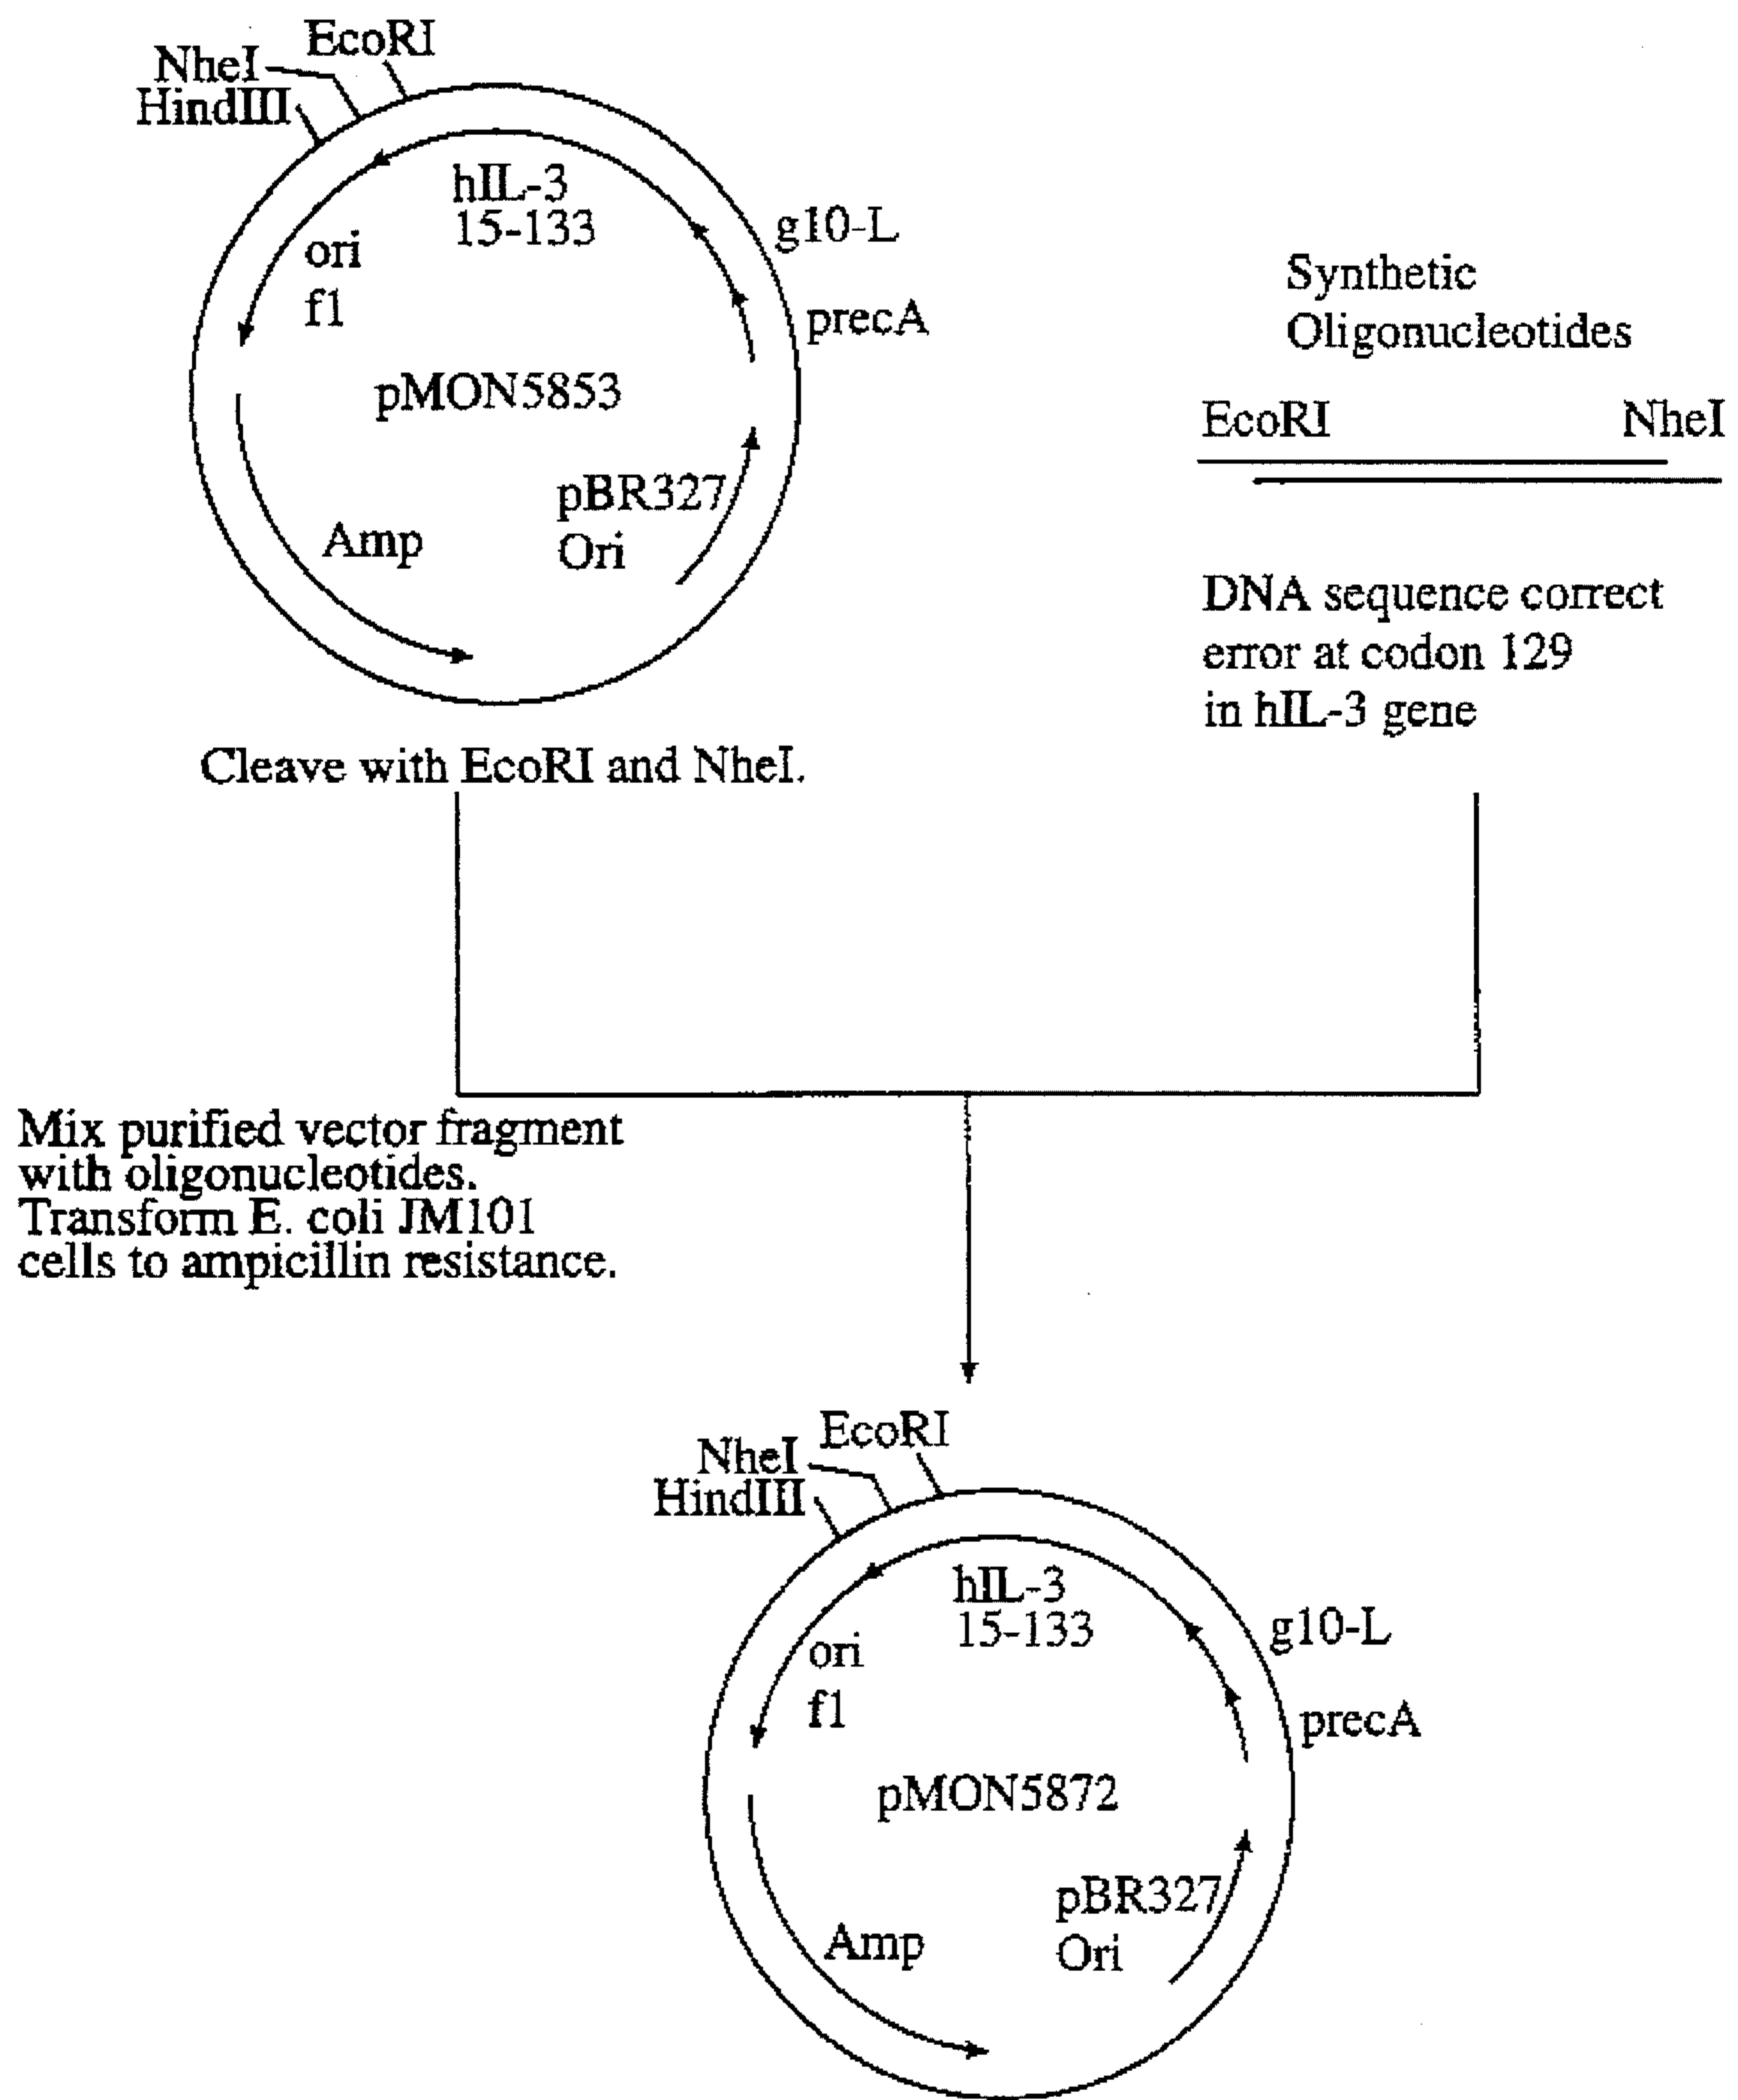 EcoRI
NheI
HindIII
hIL-3
15-133
g10-L
ori
f1
precA
pMON5853
pBR327
Ori
Amp
Synthetic
Oligonucleotides
EcoRI NheI
DNA sequence correct
error at codon 129
in hIL-3 gene
Cleave with EcoRI and NheI.
Mix purified vector fragment
with oligonucleotides.
Transform E. coli JM101
cells to ampicillin resistance.
EcoRI
NheI
HindIII
hIL-3
15-133
g10-L
ori
f1
precA
pMON5872
pBR327
Ori
Amp